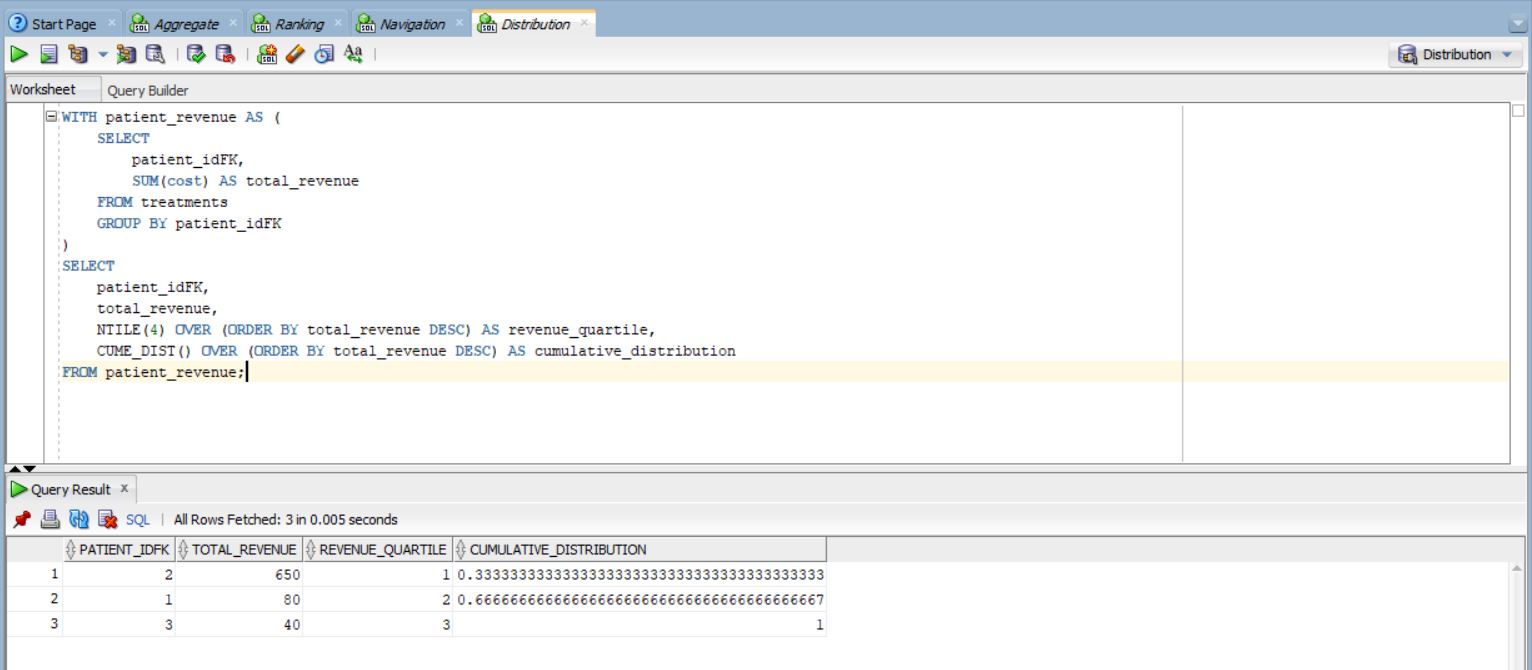 Start Page × Aggregate × Ranking × Navigation × Distribution ×
Distribution
Worksheet Query Builder
WITH patient_revenue AS (
    SELECT
        patient_idFK,
        SUM(cost) AS total_revenue
    FROM treatments
    GROUP BY patient_idFK
)
SELECT
    patient_idFK,
    total_revenue,
    NTILE(4) OVER (ORDER BY total_revenue DESC) AS revenue_quartile,
    CUME_DIST() OVER (ORDER BY total_revenue DESC) AS cumulative_distribution
FROM patient_revenue;
Query Result x
SQL | All Rows Fetched: 3 in 0.005 seconds
PATIENT_IDFK TOTAL_REVENUE REVENUE_QUARTILE CUMULATIVE_DISTRIBUTION
1 2 650 1 0.3333333333333333333333333333333333333333
2 1 80 2 0.6666666666666666666666666666666666666667
3 3 40 3 1